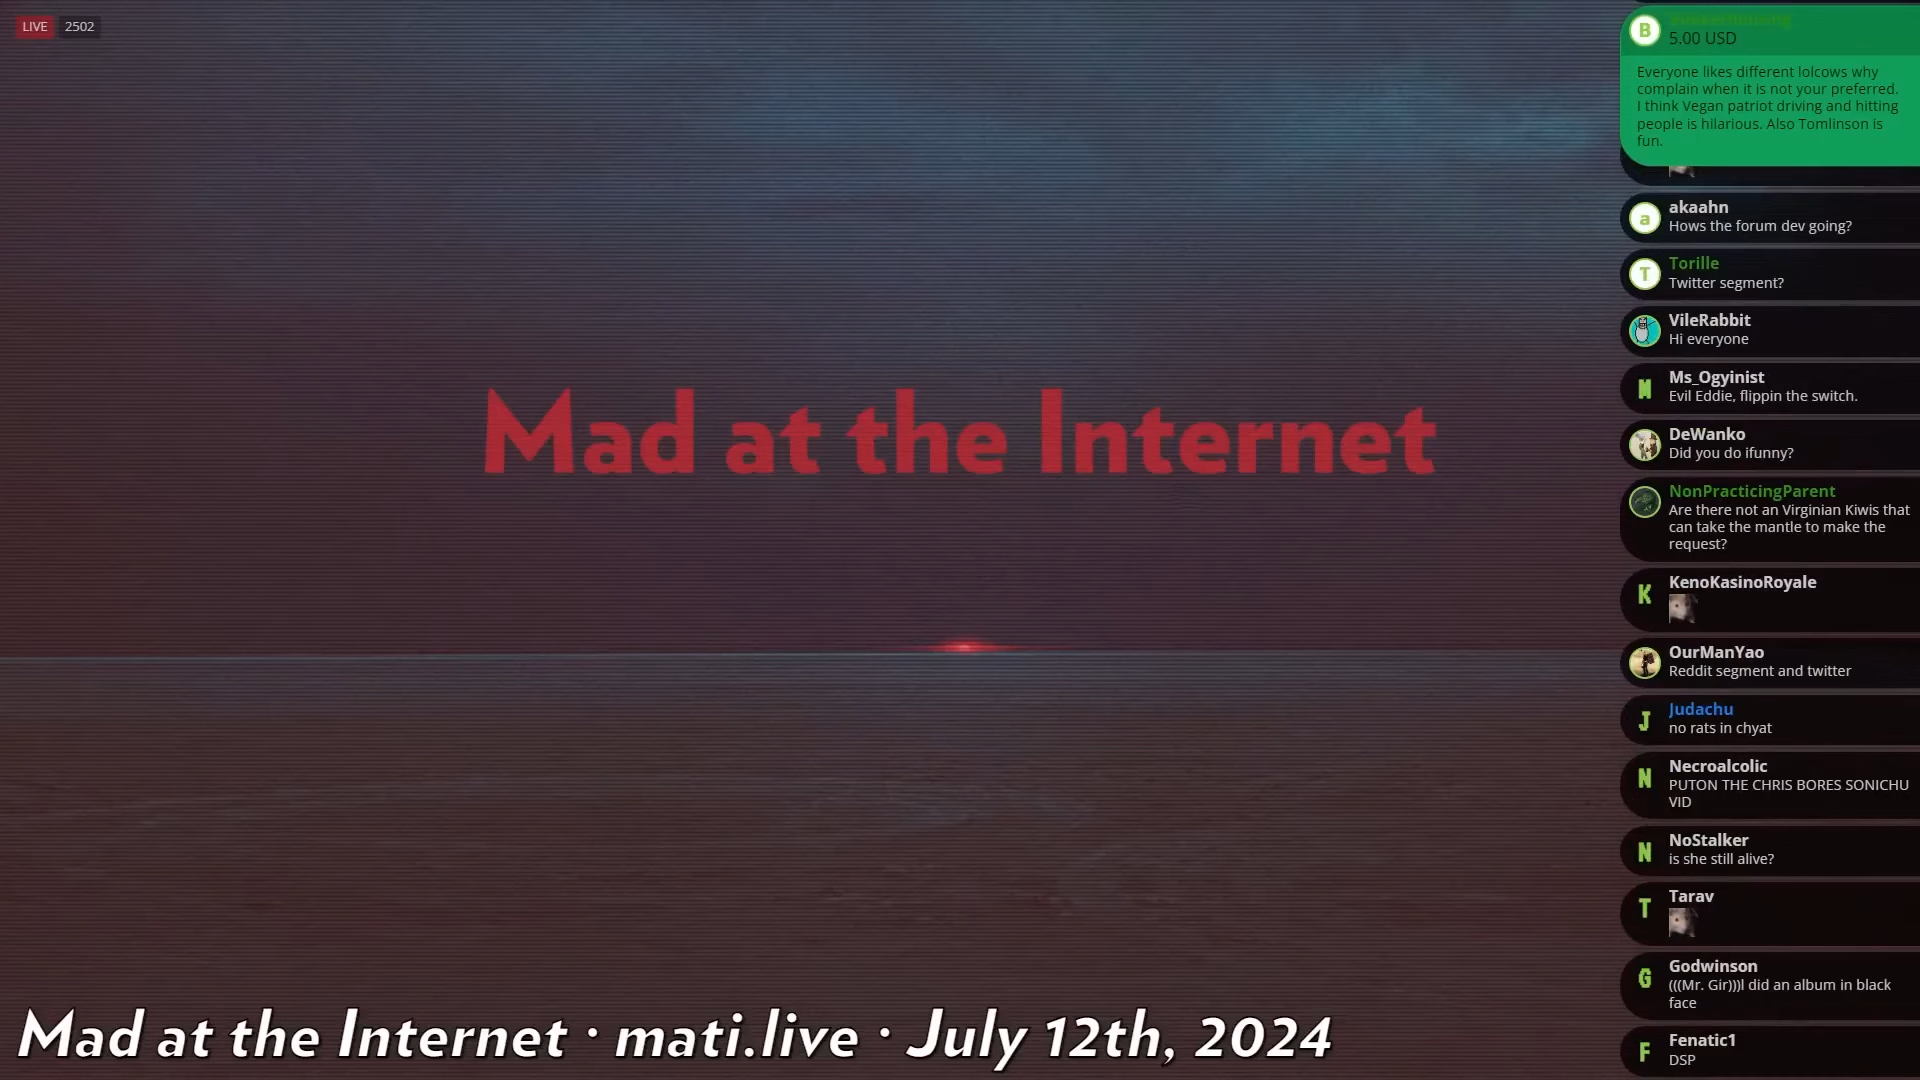 LIVE 2502
Mad at the Internet
Mad at the Internet · mati.live · July 12th, 2024
B
5.00 USD
Everyone likes different lolcows why
complain when it is not your preferred.
I think Vegan patriot driving and hitting
people is hilarious. Also Tomlinson is
fun.
a
akaahn
Hows the forum dev going?
T
Torille
Twitter segment?
VileRabbit
Hi everyone
M
Ms_Ogyinist
Evil Eddie, flippin the switch.
DeWanko
Did you do ifunny?
NonPracticingParent
Are there not an Virginian Kiwis that
can take the mantle to make the
request?
K
KenoKasinoRoyale
OurManYao
Reddit segment and twitter
J
Judachu
no rats in chyat
N
Necroalcolic
PUTON THE CHRIS BORES SONICHU
VID
N
NoStalker
is she still alive?
T
Tarav
G
Godwinson
(((Mr. Gir)))l did an album in black
face
F
Fenatic1
DSP